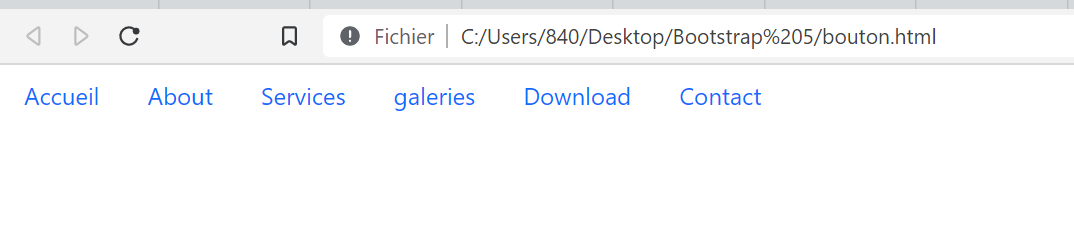 Fichier C:/Users/840/Desktop/Bootstrap%205/bouton.html
Accueil About Services galeries Download Contact